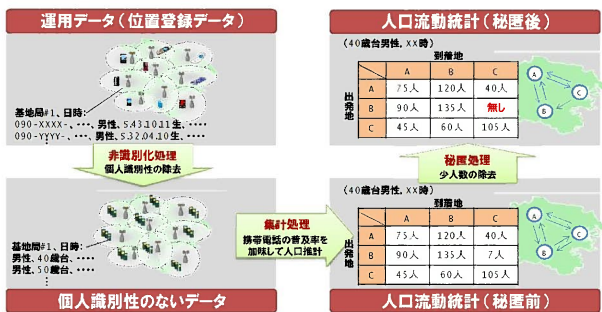 運用データ(位置登録データ)
基地局#1、日時:
090-XXXX-、‥‥、男性、S.43.10.11生、‥‥
090-YYYY-、‥‥、男性、S.32.04.10生、‥‥
⋮
非識別化処理
個人識別性の除去
基地局#1、日時:
男性、40歳台、‥‥
男性、50歳台、‥‥
⋮
個人識別性のないデータ
集計処理
携帯電話の普及率を
加味して人口推計
人口流動統計(秘匿後)
(40歳台男性,XX時)
到着地
出発地
A B C
A 75人 120人 40人
B 90人 135人 無し
C 45人 60人 105人
A
C
B
秘匿処理
少人数の除去
(40歳台男性,XX時)
到着地
出発地
A B C
A 75人 120人 40人
B 90人 135人 7人
C 45人 60人 105人
A
C
B
人口流動統計(秘匿前)